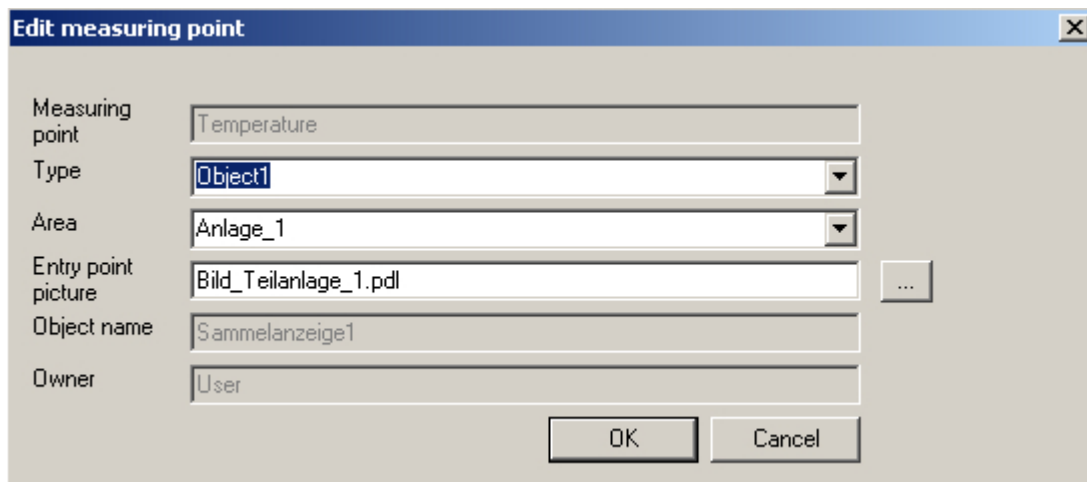 Edit measuring point
Measuring
point
Temperature
Type
Object1
Area
Anlage_1
Entry point
picture
Bild_Teilanlage_1.pdl
...
Object name
Sammelanzeige1
Owner
User
OK
Cancel